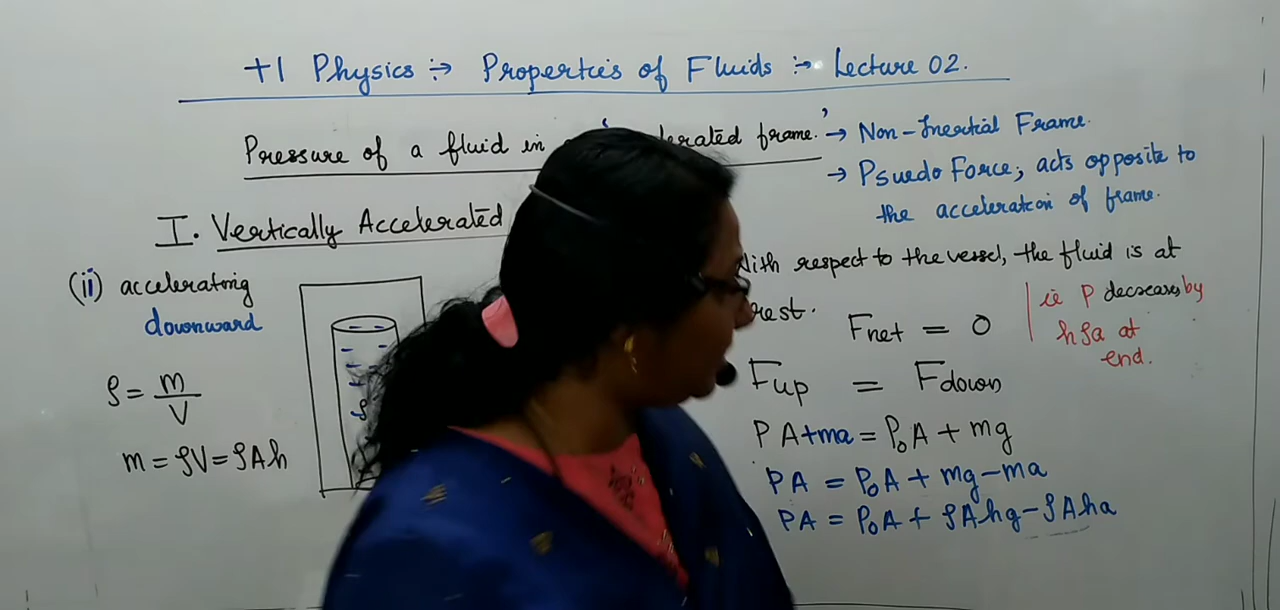 +1 Physics :→ Properties of Fluids :→ Lecture 02.
Pressure of a fluid in frame.'
→ Non-Inertial Frame.
→ Psuedo Force; acts opposite to
the acceleration of frame.
I. Vertically Accelerated
(ii) accelerating
downward
ρ = m/V
m = ρV = ρAh
ρ
With respect to the vessel, the fluid is at
rest.
Fnet = 0
Fup = Fdown
PA+ma = P₀A + mg
PA = P₀A + mg-ma
PA = P₀A + ρAhg-ρAha
ie P decreases by
hρa at
end.